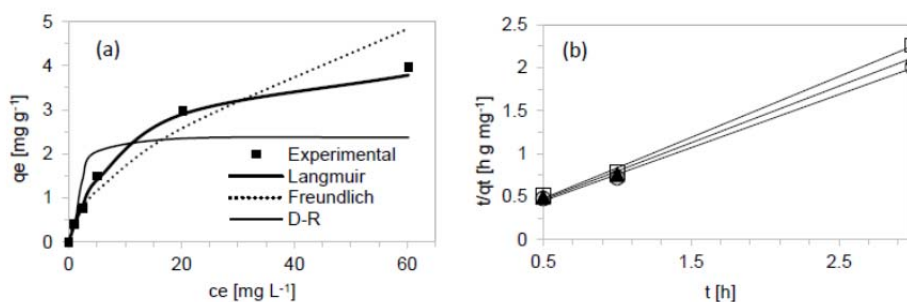 (a)
qe [mg g-1]
5
4
3
2
1
0
Experimental
Langmuir
Freundlich
D-R
0
20
40
60
ce [mg L-1]
(b)
t/qt [h g mg-1]
2.5
2
1.5
1
0.5
0
0.5
1.5
2.5
t [h]